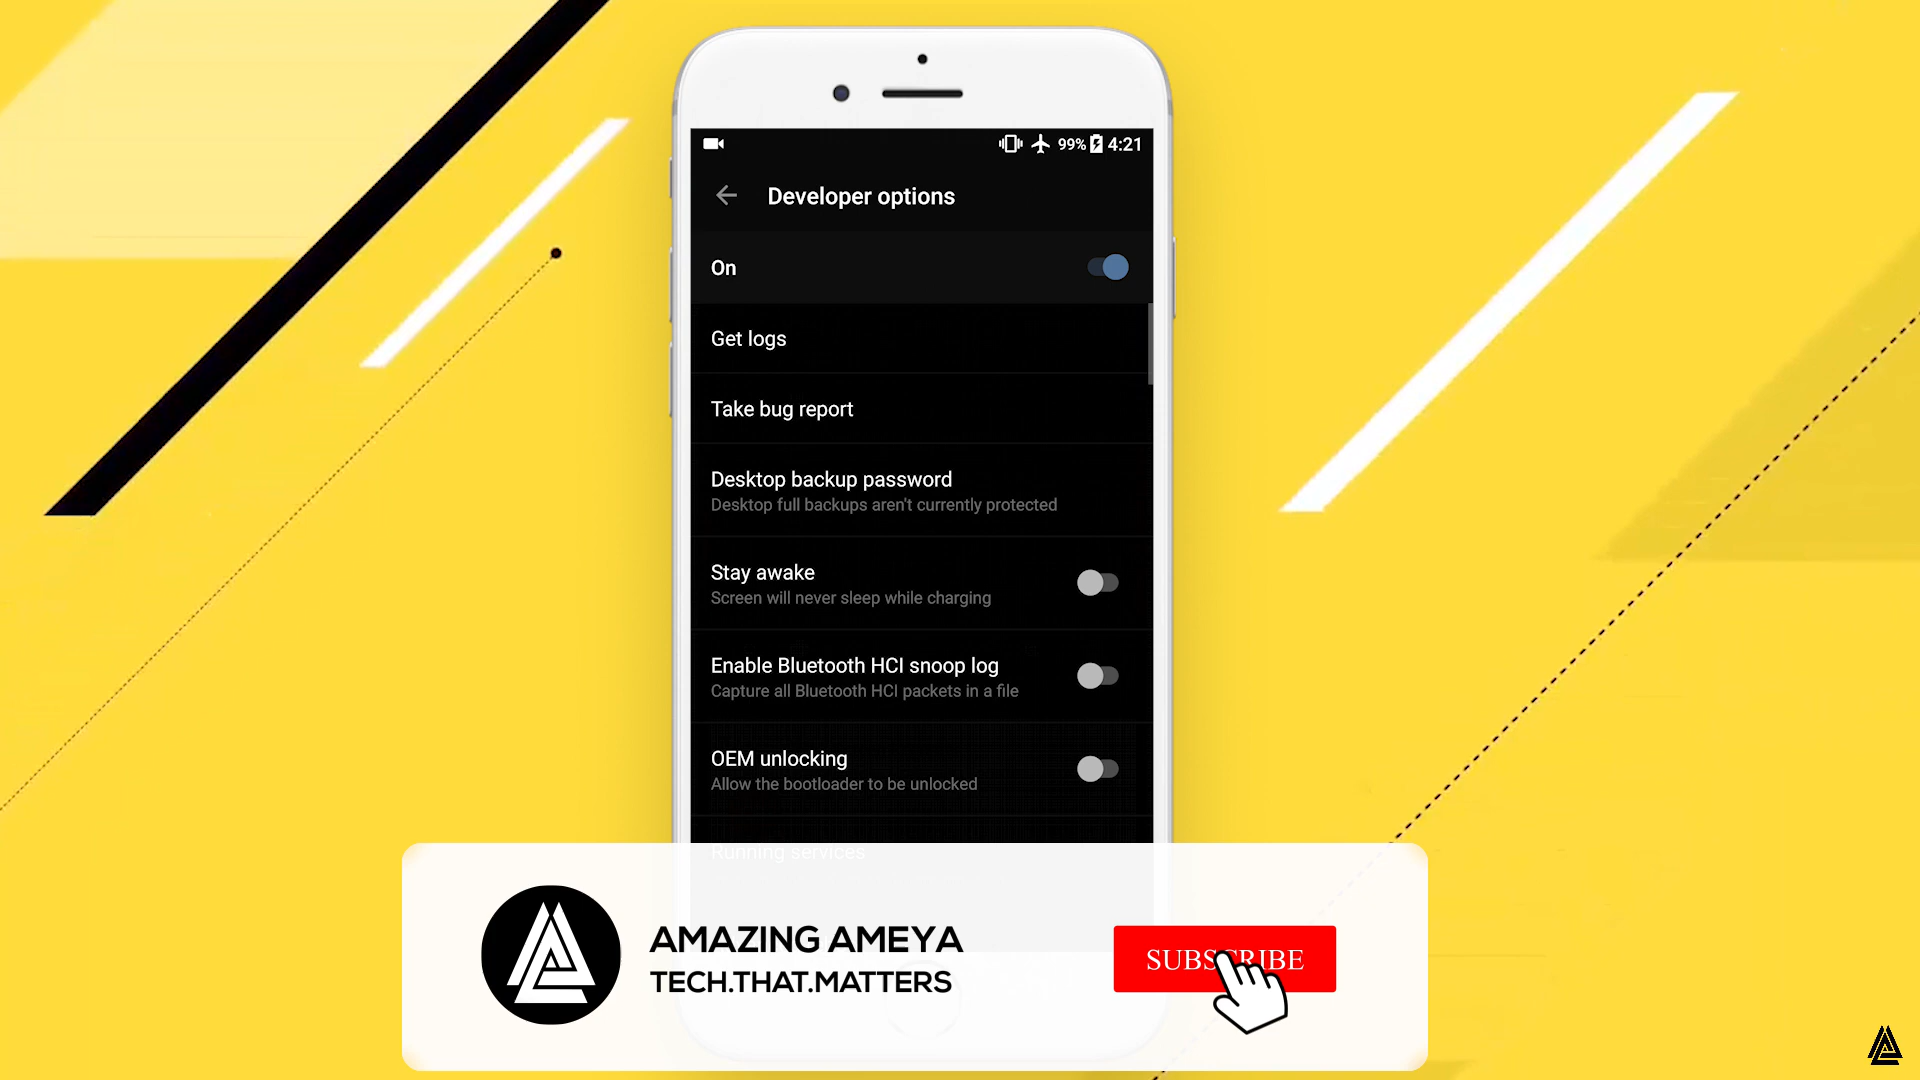 99% 4:21
Developer options
On
Get logs
Take bug report
Desktop backup password
Desktop full backups aren't currently protected
Stay awake
Screen will never sleep while charging
Enable Bluetooth HCI snoop log
Capture all Bluetooth HCI packets in a file
OEM unlocking
Allow the bootloader to be unlocked
Running services
AMAZING AMEYA
TECH.THAT.MATTERS
SUBSCRIBE